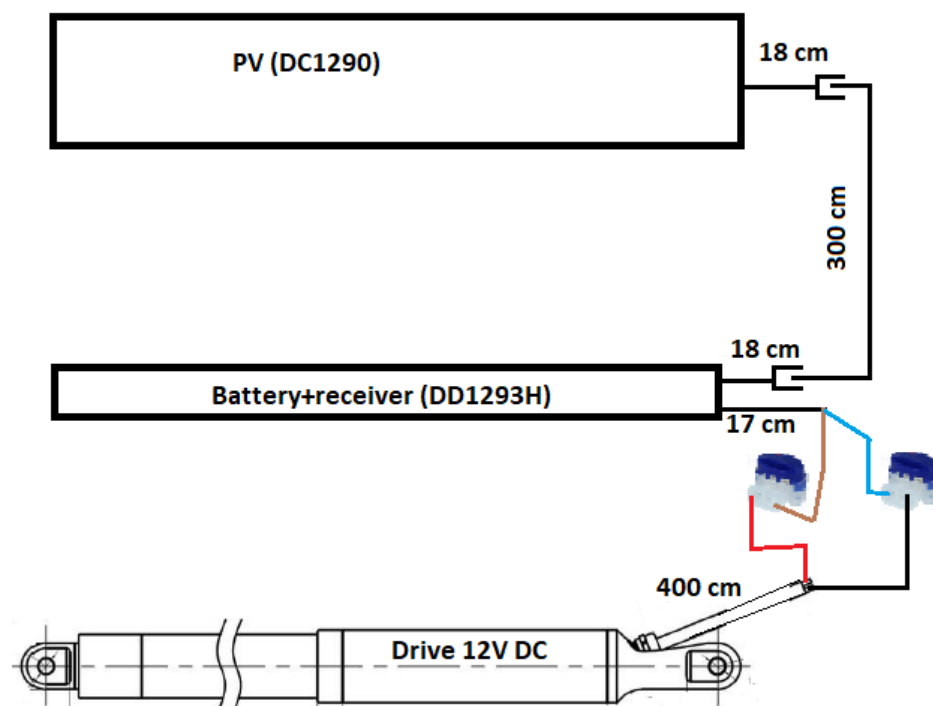 PV (DC1290)
18 cm
300 cm
18 cm
Battery+receiver (DD1293H)
17 cm
400 cm
Drive 12V DC